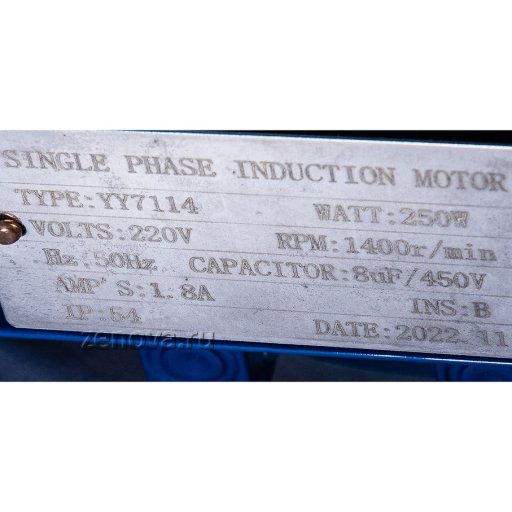 SINGLE PHASE INDUCTION MOTOR
TYPE:YY7114 WATT:250W
VOLTS:220V RPM:1400r/min
Hz:50Hz CAPACITOR:8uF/450V
AMP'S:1.8A INS:B
IP:54 DATE:2022.11
zenova.ru